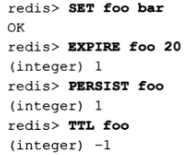 redis> SET foo bar
OK
redis> EXPIRE foo 20
(integer) 1
redis> PERSIST foo
(integer) 1
redis> TTL foo
(integer) -1